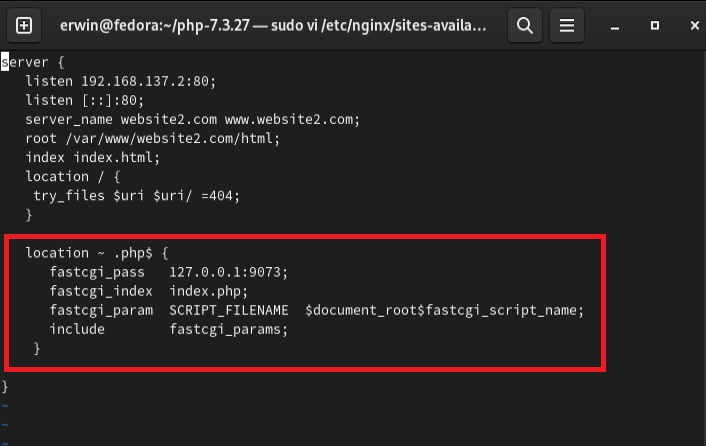 erwin@fedora:~/php-7.3.27 — sudo vi /etc/nginx/sites-availa...
server {
listen 192.168.137.2:80;
listen [::]:80;
server_name website2.com www.website2.com;
root /var/www/website2.com/html;
index index.html;
location / {
try_files $uri $uri/ =404;
}
location ~ .php$ {
fastcgi_pass 127.0.0.1:9073;
fastcgi_index index.php;
fastcgi_param SCRIPT_FILENAME $document_root$fastcgi_script_name;
include fastcgi_params;
}
}
~
~
~